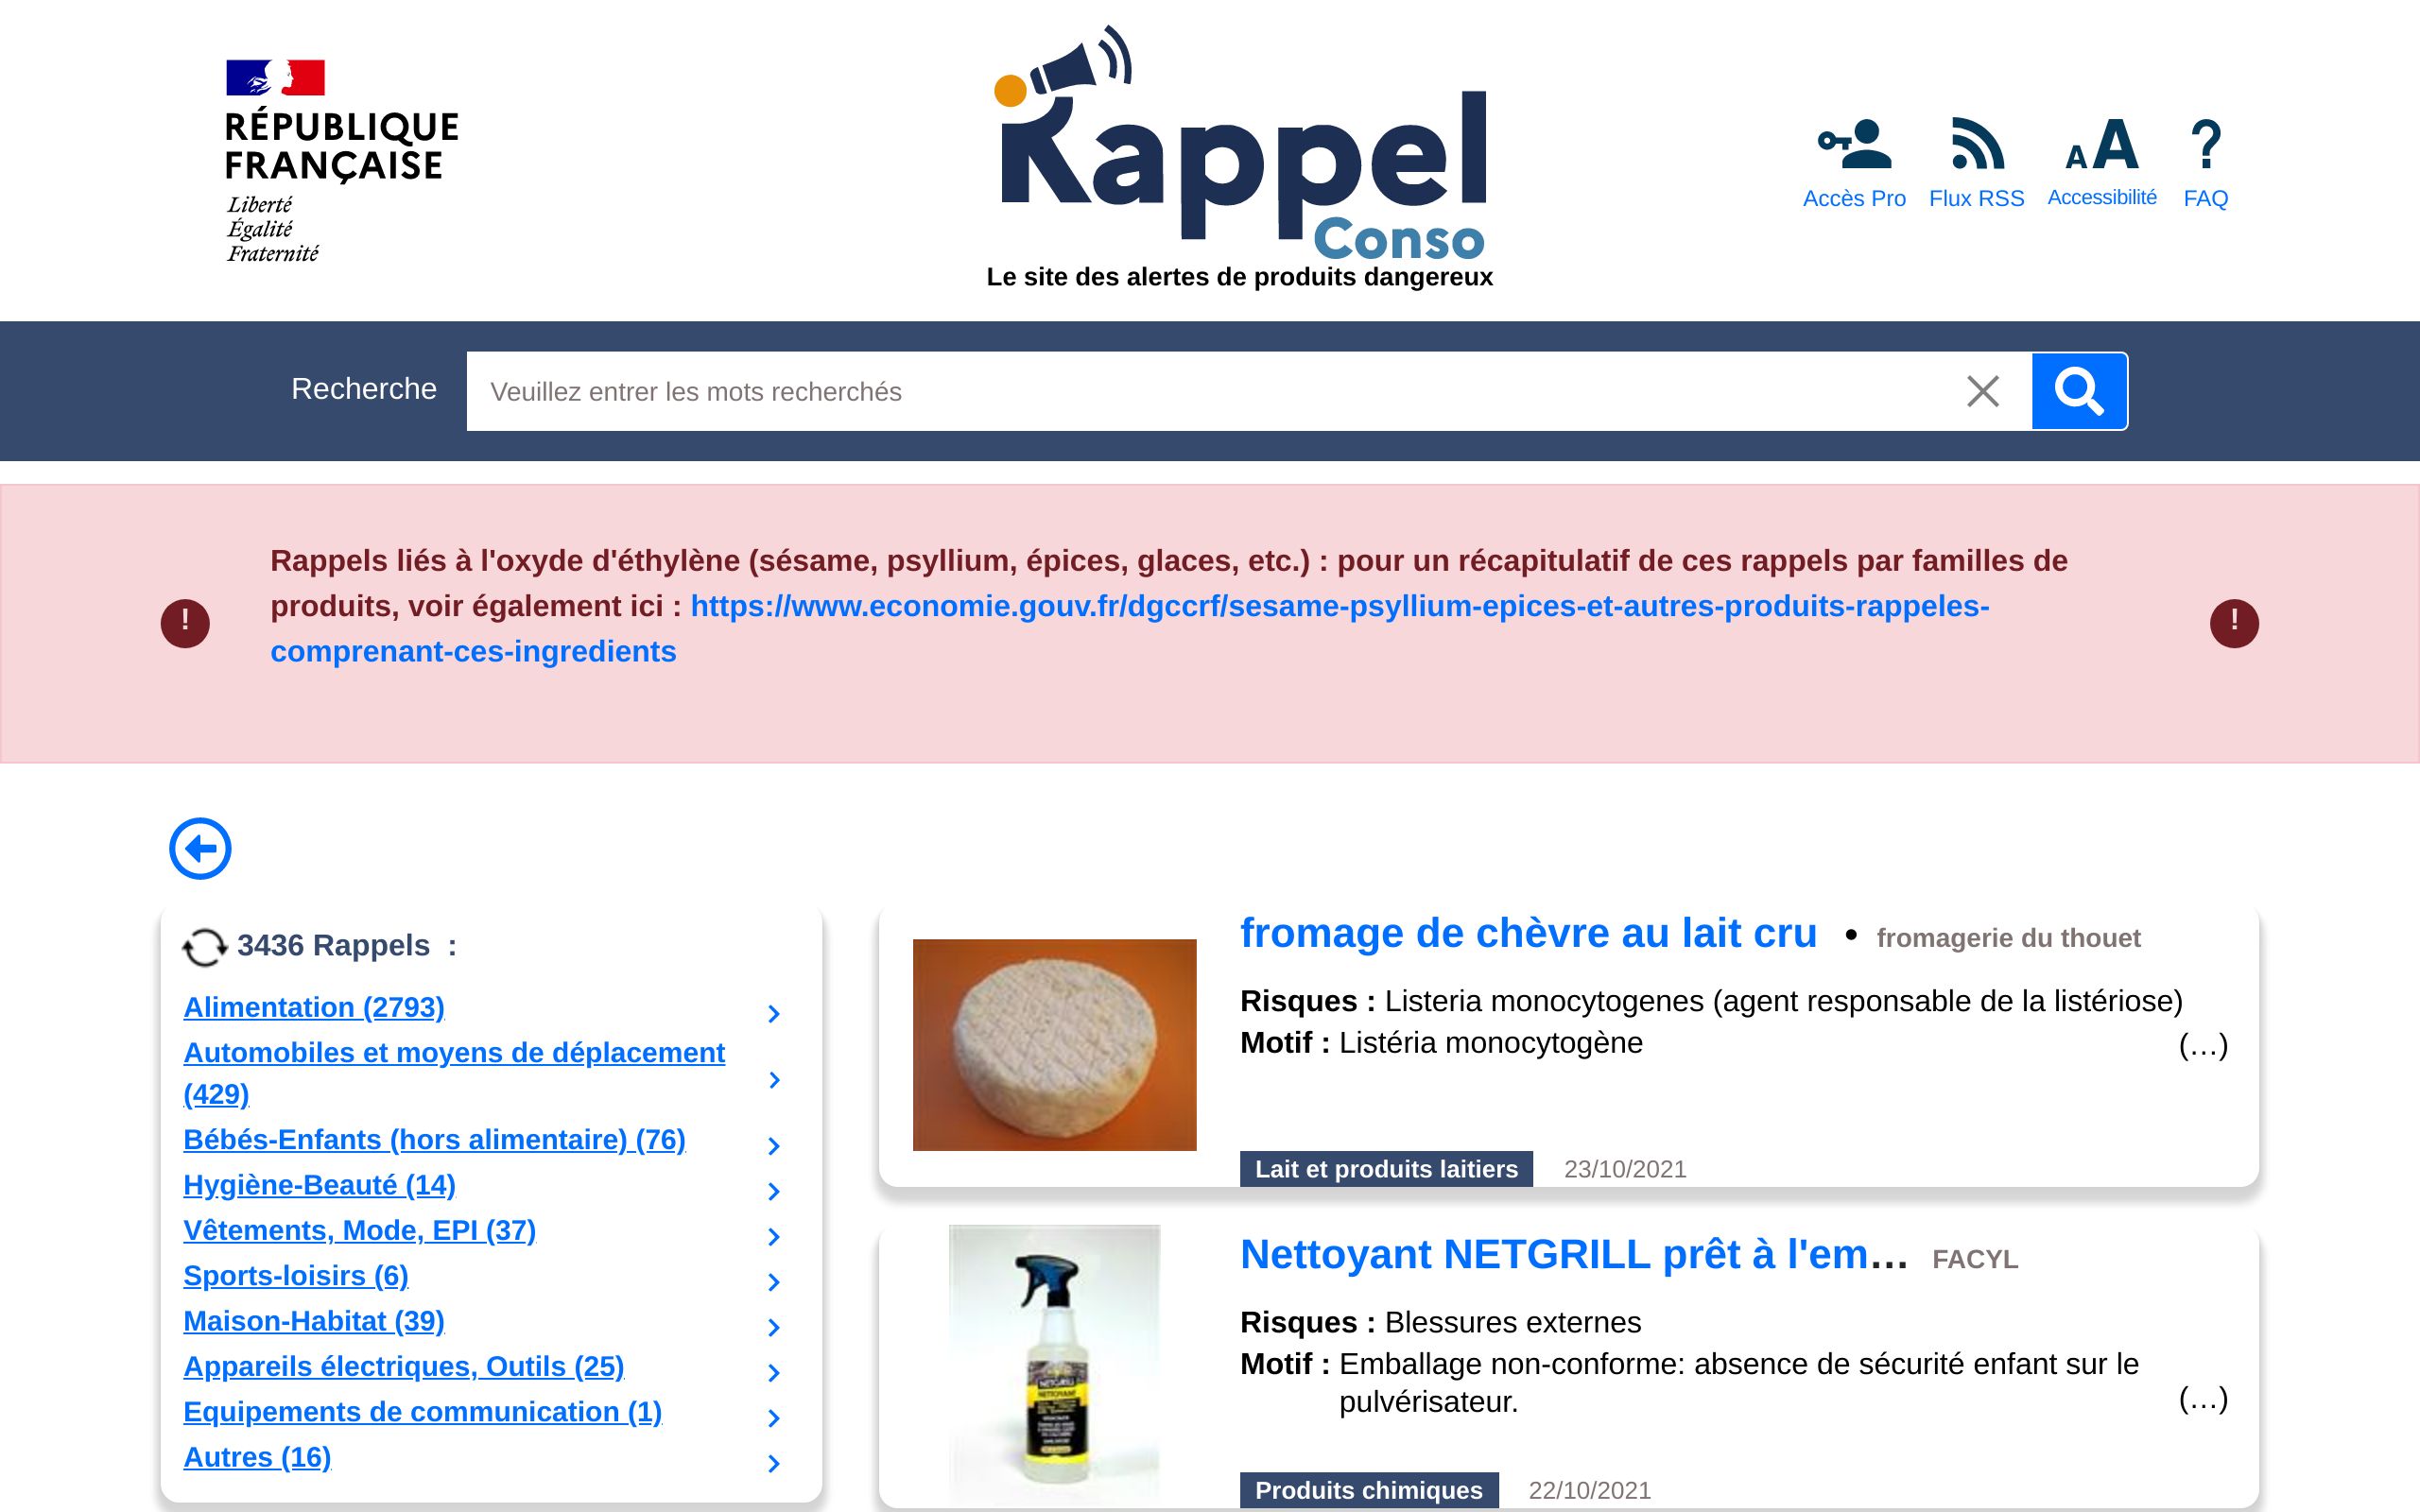 RÉPUBLIQUE
FRANÇAISE
Liberté
Égalité
Fraternité
Rappel
Conso
Le site des alertes de produits dangereux
Accès Pro
Flux RSS
AA
Accessibilité
?
FAQ
Recherche
Veuillez entrer les mots recherchés
Rappels liés à l'oxyde d'éthylène (sésame, psyllium, épices, glaces, etc.) : pour un récapitulatif de ces rappels par familles de
produits, voir également ici : https://www.economie.gouv.fr/dgccrf/sesame-psyllium-epices-et-autres-produits-rappeles-
comprenant-ces-ingredients
!
!
3436 Rappels :
Alimentation (2793)
Automobiles et moyens de déplacement
(429)
Bébés-Enfants (hors alimentaire) (76)
Hygiène-Beauté (14)
Vêtements, Mode, EPI (37)
Sports-loisirs (6)
Maison-Habitat (39)
Appareils électriques, Outils (25)
Equipements de communication (1)
Autres (16)
fromage de chèvre au lait cru • fromagerie du thouet
Risques : Listeria monocytogenes (agent responsable de la listériose)
Motif : Listéria monocytogène
(…)
Lait et produits laitiers 23/10/2021
Nettoyant NETGRILL prêt à l'em… FACYL
Risques : Blessures externes
Motif : Emballage non-conforme: absence de sécurité enfant sur le
pulvérisateur.
(…)
NETGRILL
NETTOYANT
Produits chimiques 22/10/2021